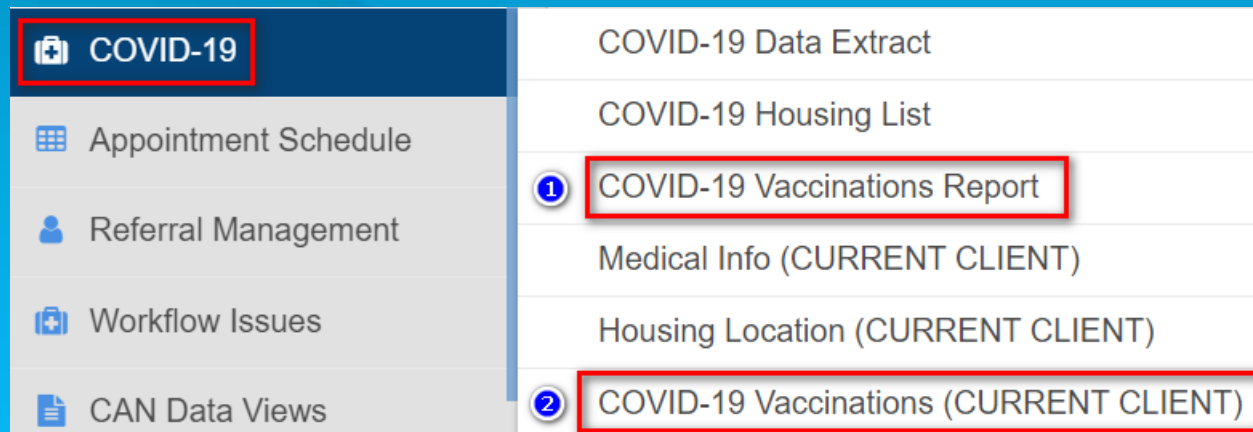 COVID-19
Appointment Schedule
Referral Management
Workflow Issues
CAN Data Views
COVID-19 Data Extract
COVID-19 Housing List
1 COVID-19 Vaccinations Report
Medical Info (CURRENT CLIENT)
Housing Location (CURRENT CLIENT)
2 COVID-19 Vaccinations (CURRENT CLIENT)